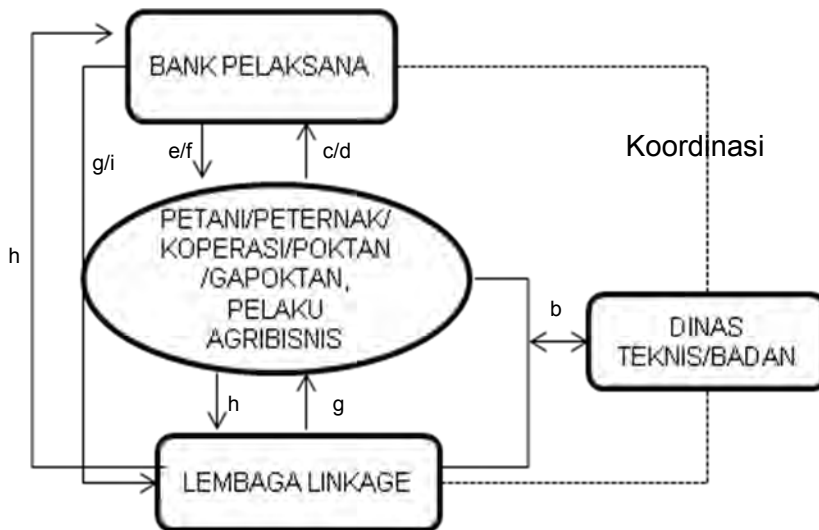 BANK PELAKSANA
e/f
c/d
g/i
Koordinasi
PETANI/PETERNAK/
KOPERASI/POKTAN
/GAPOKTAN,
PELAKU
AGRIBISNIS
h
b
DINAS
TEKNIS/BADAN
h
g
LEMBAGA LINKAGE